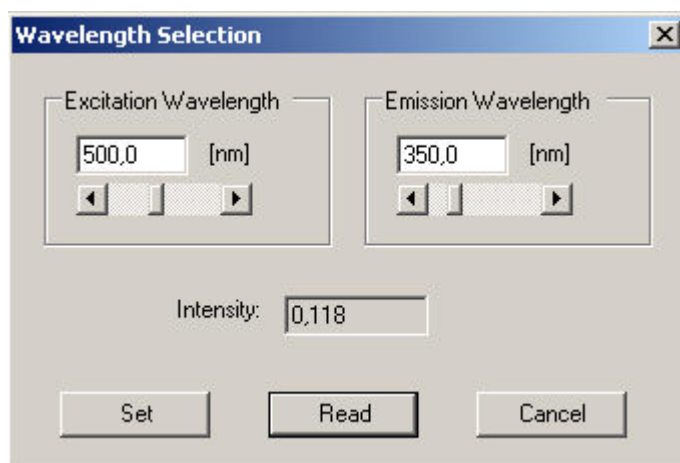 Wavelength Selection
Excitation Wavelength
500,0 [nm]
Emission Wavelength
350,0 [nm]
Intensity: 0,118
Set Read Cancel